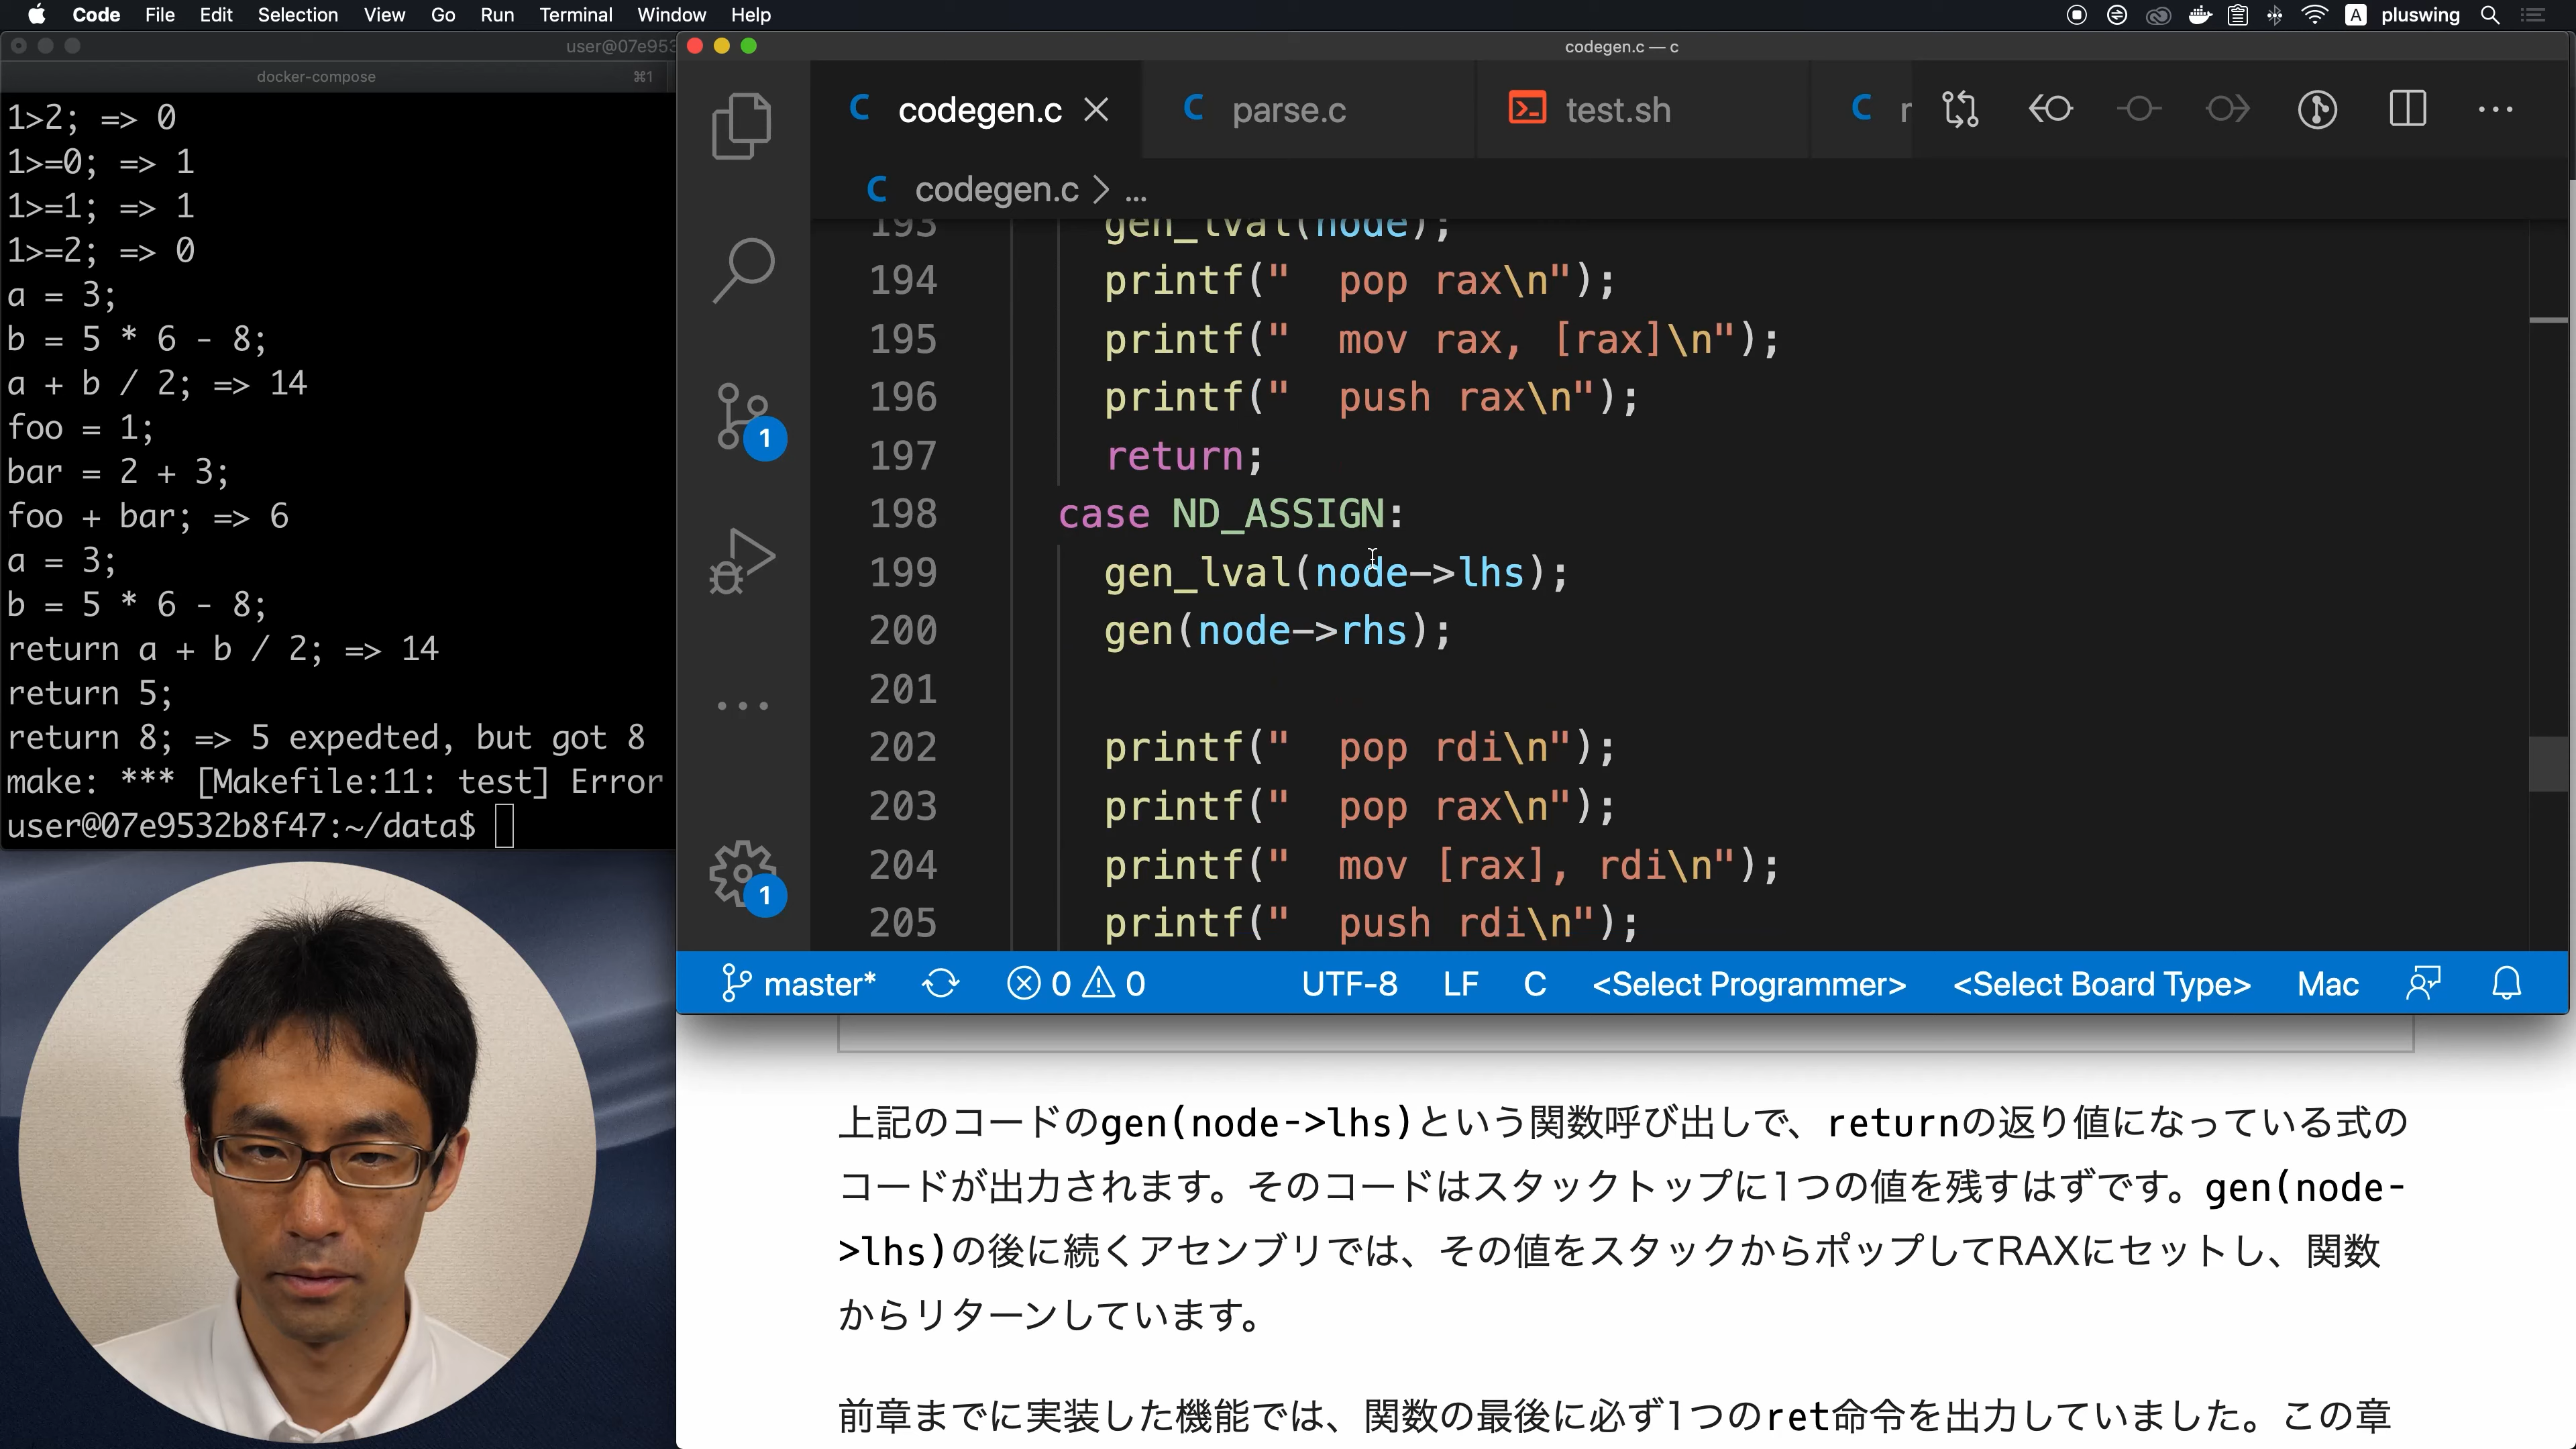 Code File Edit Selection View Go Run Terminal Window Help A pluswing
user@07e953
docker-compose ⌘1
1>2; => 0
1>=0; => 1
1>=1; => 1
1>=2; => 0
a = 3;
b = 5 * 6 - 8;
a + b / 2; => 14
foo = 1;
bar = 2 + 3;
foo + bar; => 6
a = 3;
b = 5 * 6 - 8;
return a + b / 2; => 14
return 5;
return 8; => 5 expedted, but got 8
make: *** [Makefile:11: test] Error
user@07e9532b8f47:~/data$
codegen.c — c
C codegen.c C parse.c test.sh C r
C codegen.c > ...
193 gen_lval(node);
194 printf("  pop rax\n");
195 printf("  mov rax, [rax]\n");
196 printf("  push rax\n");
197 return;
198 case ND_ASSIGN:
199 gen_lval(node->lhs);
200 gen(node->rhs);
201
202 printf("  pop rdi\n");
203 printf("  pop rax\n");
204 printf("  mov [rax], rdi\n");
205 printf("  push rdi\n");
1
1
master* 0 0 UTF-8 LF C <Select Programmer> <Select Board Type> Mac
上記のコードのgen(node->lhs)という関数呼び出しで、returnの返り値になっている式の
コードが出力されます。そのコードはスタックトップに1つの値を残すはずです。gen(node-
>lhs)の後に続くアセンブリでは、その値をスタックからポップしてRAXにセットし、関数
からリターンしています。
前章までに実装した機能では、関数の最後に必ず1つのret命令を出力していました。この章